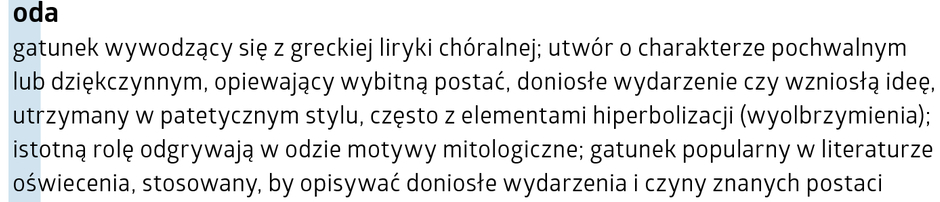 oda
gatunek wywodzący się z greckiej liryki chóralnej; utwór o charakterze pochwalnym
lub dziękczynnym, opiewający wybitną postać, doniosłe wydarzenie czy wzniosłą ideę,
utrzymany w patetycznym stylu, często z elementami hiperbolizacji (wyolbrzymienia);
istotną rolę odgrywają w odzie motywy mitologiczne; gatunek popularny w literaturze
oświecenia, stosowany, by opisywać doniosłe wydarzenia i czyny znanych postaci